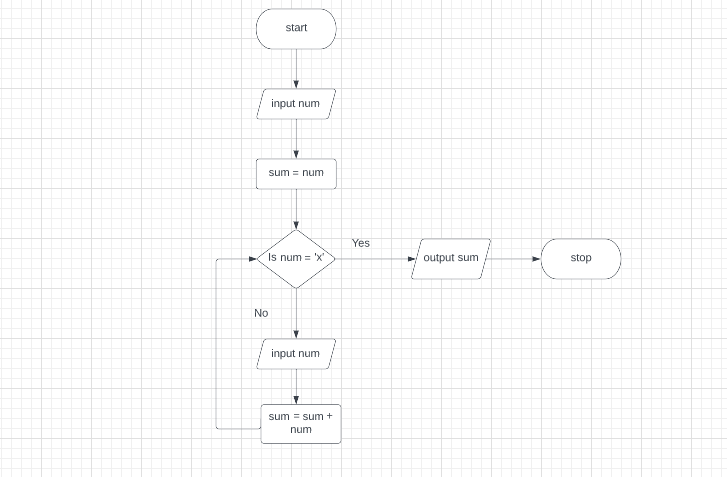 start
input num
sum = num
Is num = 'x'
Yes
output sum
stop
No
input num
sum = sum +
num